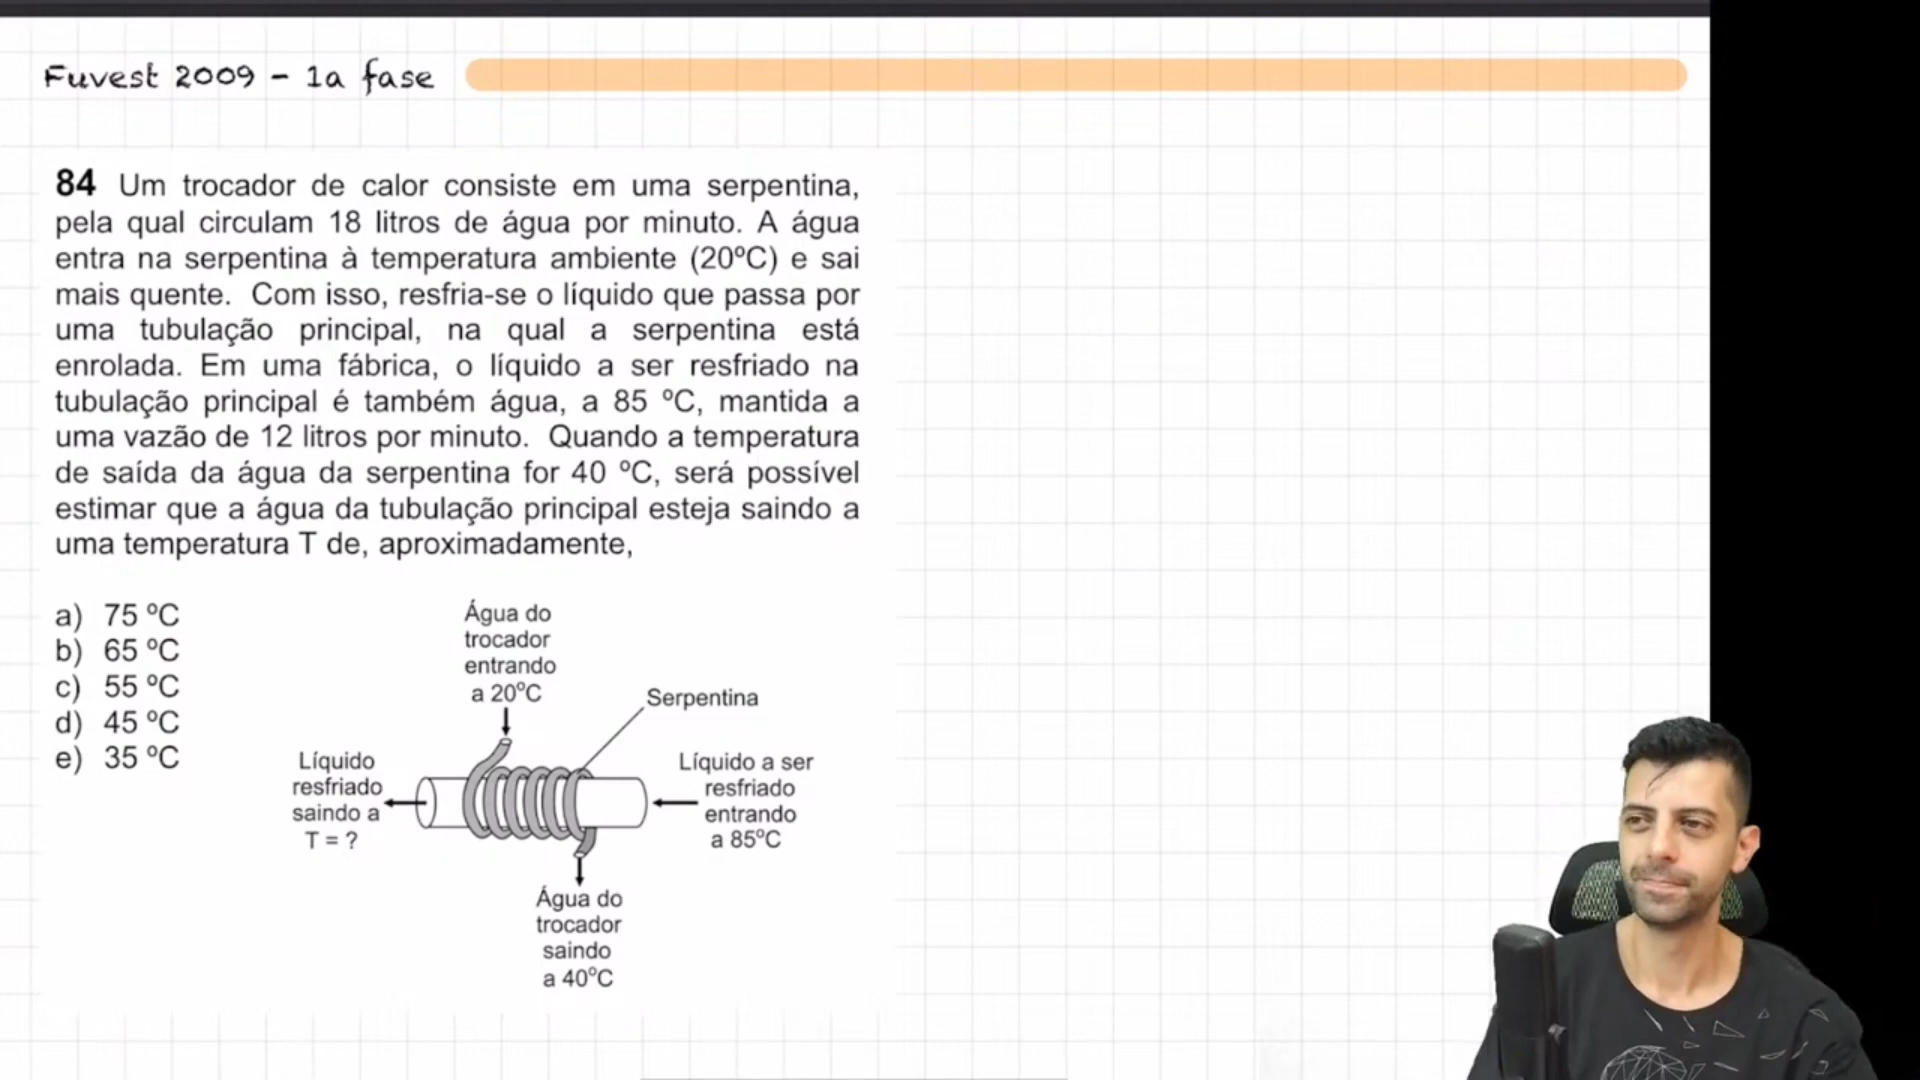 Fuvest 2009 - 1a fase
84 Um trocador de calor consiste em uma serpentina,
pela qual circulam 18 litros de água por minuto. A água
entra na serpentina à temperatura ambiente (20ºC) e sai
mais quente. Com isso, resfria-se o líquido que passa por
uma tubulação principal, na qual a serpentina está
enrolada. Em uma fábrica, o líquido a ser resfriado na
tubulação principal é também água, a 85 ºC, mantida a
uma vazão de 12 litros por minuto. Quando a temperatura
de saída da água da serpentina for 40 ºC, será possível
estimar que a água da tubulação principal esteja saindo a
uma temperatura T de, aproximadamente,
a) 75 ºC
b) 65 ºC
c) 55 ºC
d) 45 ºC
e) 35 ºC
Água do
trocador
entrando
a 20ºC
Serpentina
Líquido
resfriado
saindo a
T = ?
Líquido a ser
resfriado
entrando
a 85ºC
Água do
trocador
saindo
a 40ºC